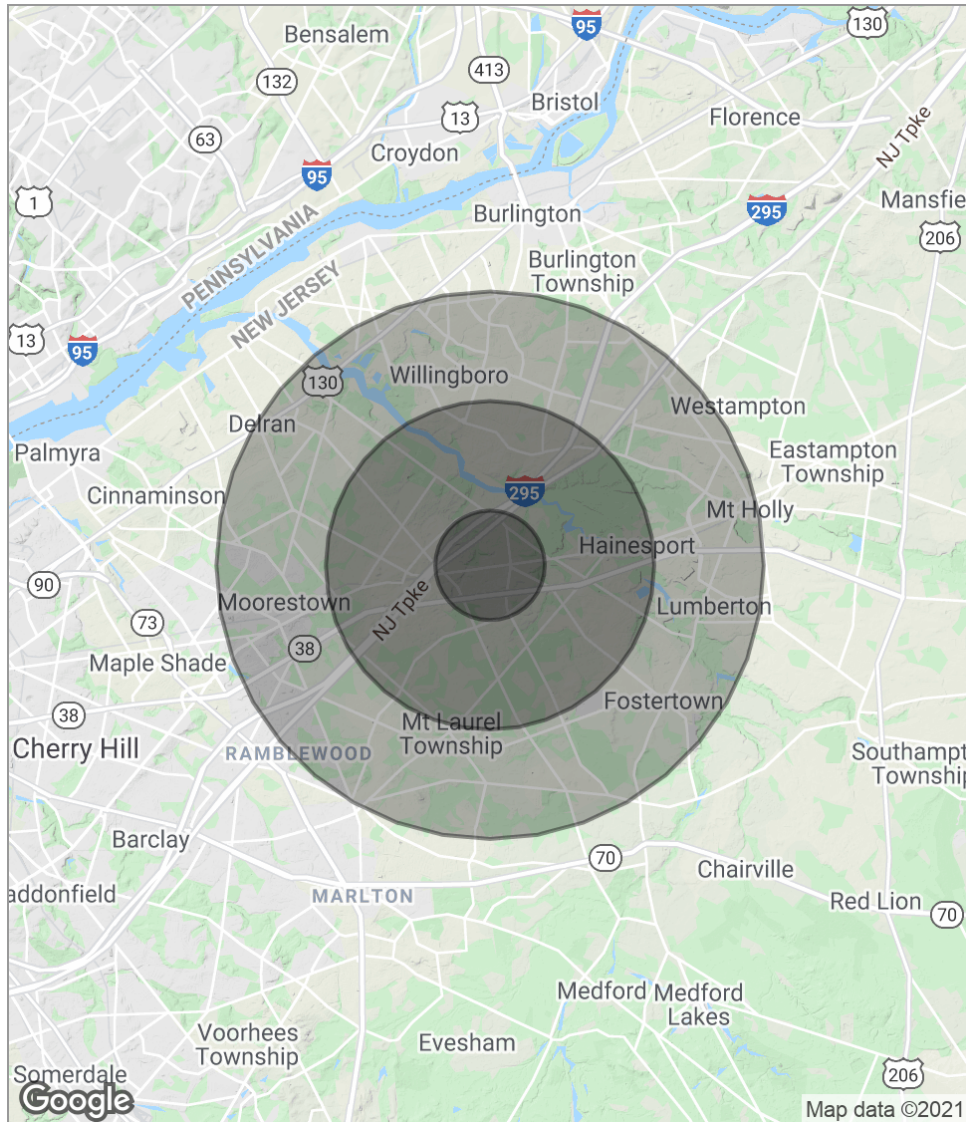 95
130
Bensalem
413
132
Bristol
13
Florence
63
Croydon
NJ Tpke
95
1
Mansfie
295
Burlington
206
PENNSYLVANIA
Burlington
Township
NEW JERSEY
13
95
130
Willingboro
Westampton
Delran
Palmyra
Eastampton
Township
Cinnaminson
295
Mt Holly
Hainesport
90
Moorestown
NJ Tpke
Lumberton
73
38
Maple Shade
Fostertown
38
Mt Laurel
Township
Cherry Hill
RAMBLEWOOD
Southampt
Township
Barclay
70
Chairville
addonfield
MARLTON
Red Lion
70
Medford
Medford
Lakes
Voorhees
Township
Evesham
Somerdale
206
Google
Map data ©2021